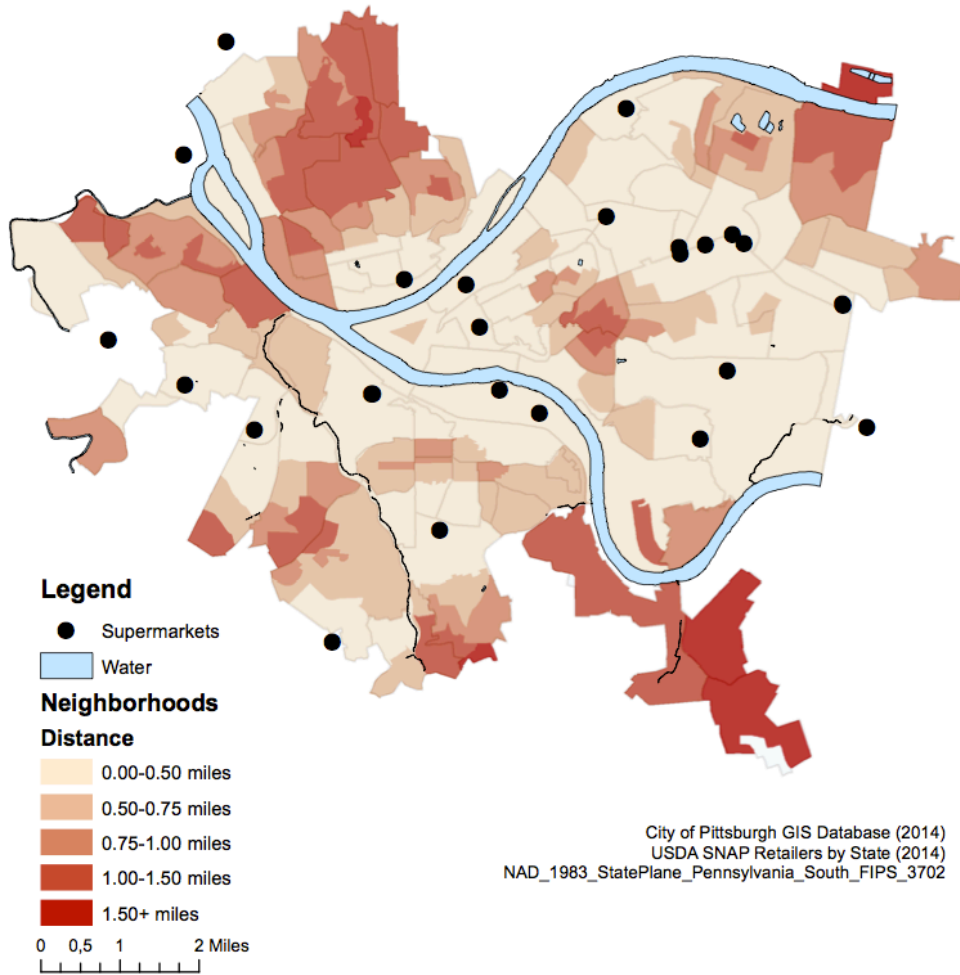 Legend
Supermarkets
Water
Neighborhoods
Distance
0.00-0.50 miles
0.50-0.75 miles
0.75-1.00 miles
1.00-1.50 miles
1.50+ miles
0 0,5 1 2 Miles
City of Pittsburgh GIS Database (2014)
USDA SNAP Retailers by State (2014)
NAD_1983_StatePlane_Pennsylvania_South_FIPS_3702